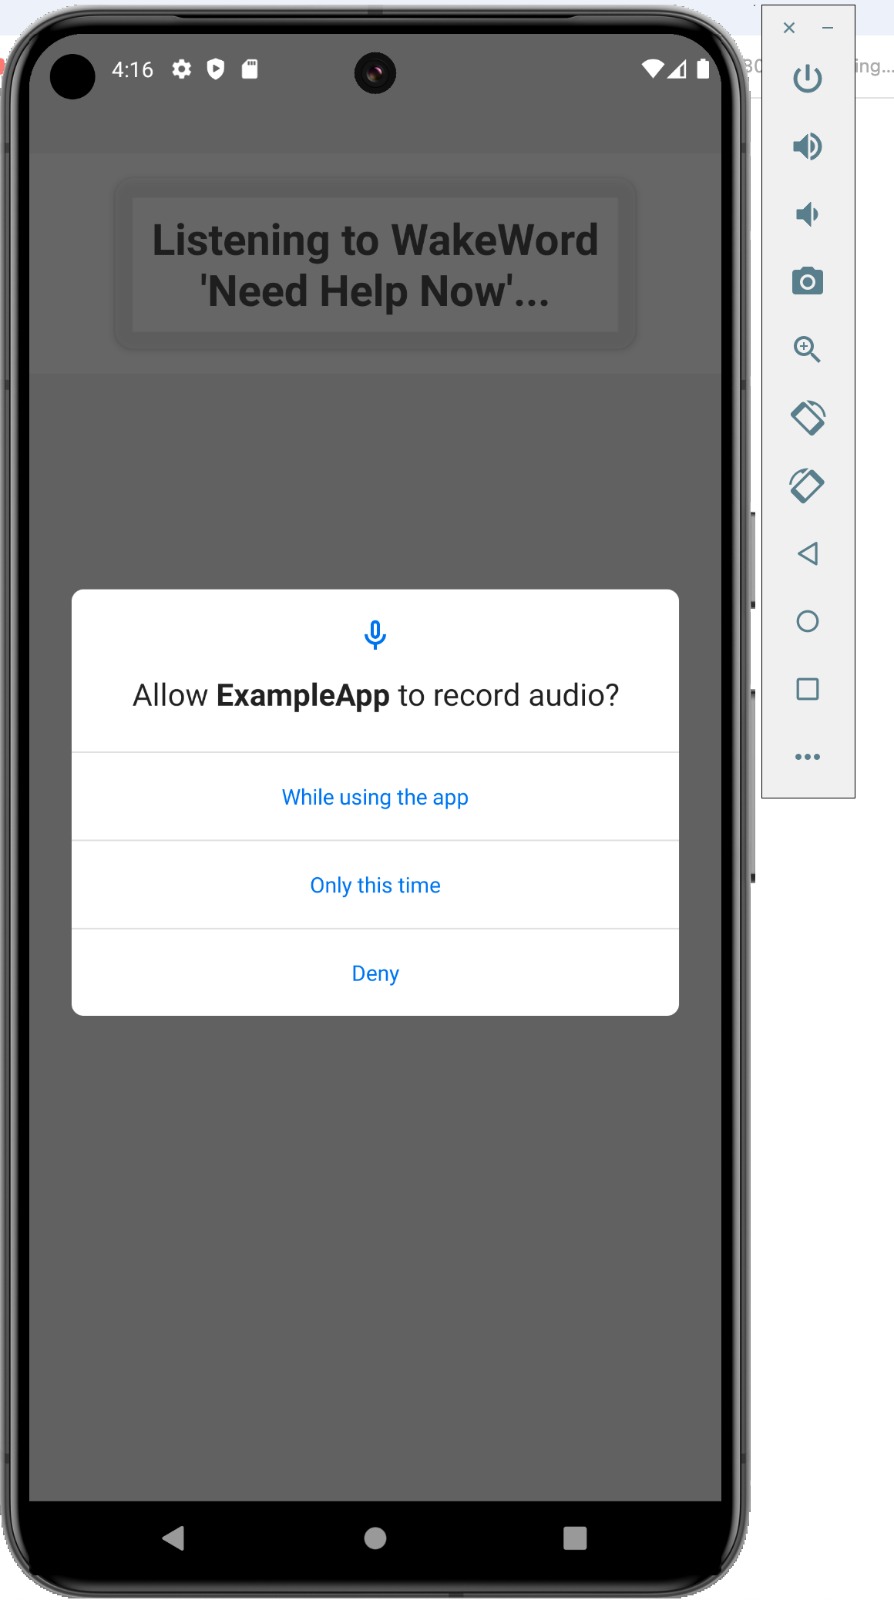 4:16
30
ing...
Listening to WakeWord
'Need Help Now'...
Allow ExampleApp to record audio?
While using the app
Only this time
Deny